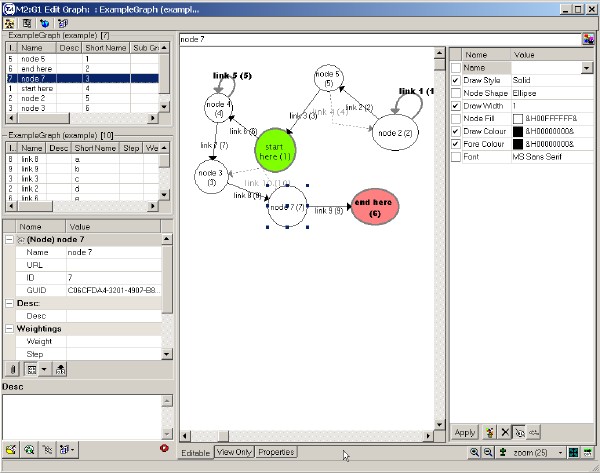 M2:G1 Edit Graph: : ExampleGraph (exampl...
ExampleGraph (example) [7]
I... Name Desc Short Name Sub Gr
5 node 5 1
6 end here 2
7 node 7 3
1 start here 4
2 node 2 5
3 node 3 6
ExampleGraph (example) [10]
I... Name Desc Short Name Step We
8 link 8 a
9 link 9 b
3 link 3 c
2 link 2 d
6 link 6 e
Name Value
(Node) node 7
Name node 7
URL
ID 7
GUID C06CFDA4-3201-4907-B8...
Desc:
Desc
Weightings
Weight
Step
Desc
node 7
link 5 (5)
node 5
(5)
link 1 (1
node 4
(4)
link 3 (3)
link 2 (2)
link 4 (4)
node 2 (2)
link 6 (6)
link 7 (7)
start
here (1)
node 3
(3)
link 10 (10)
link 8 (8)
node 7 (7)
link 9 (9)
end here
(6)
Editable View Only Properties
Name Value
Name
Draw Style Solid
Node Shape Ellipse
Draw Width 1
Node Fill &H00FFFFFF&
Draw Colour &H00000000&
Fore Colour &H00000000&
Font MS Sans Serif
Apply
zoom (25)